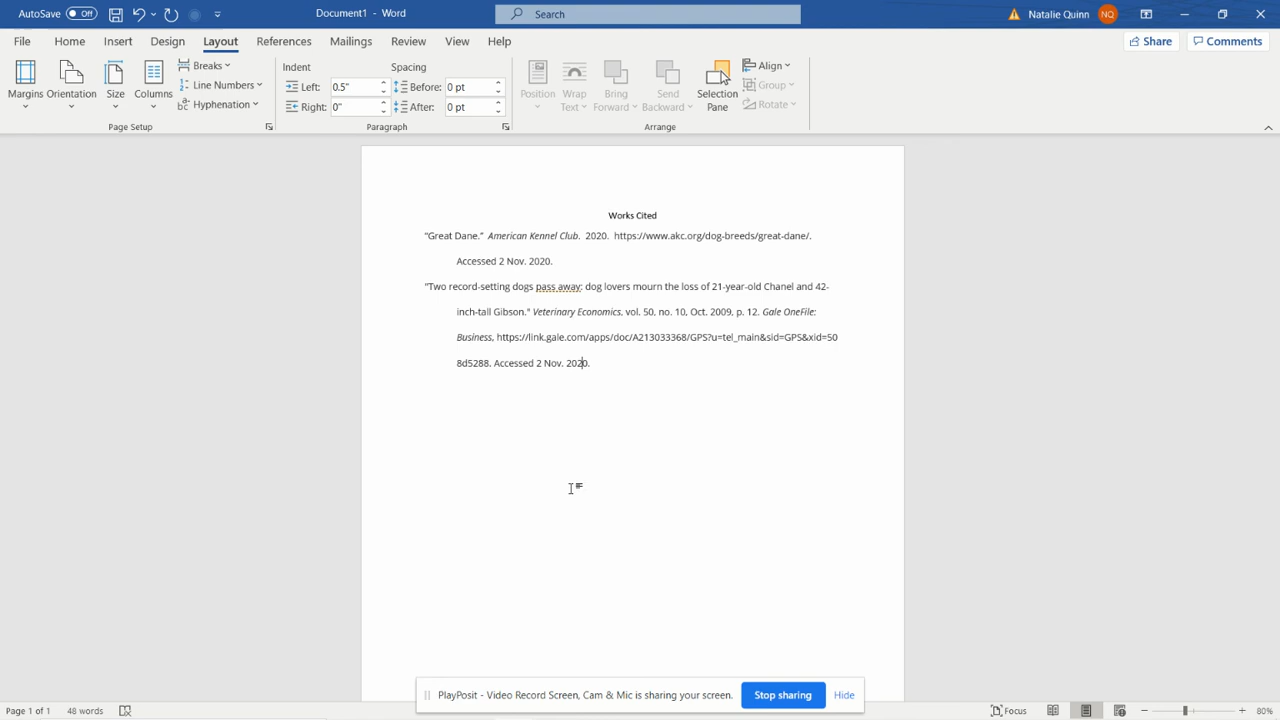 AutoSave Off Document1 - Word Search Natalie Quinn NQ
File Home Insert Design Layout References Mailings Review View Help Share Comments
Margins Orientation Size Columns Breaks Line Numbers Hyphenation
Page Setup
Indent Spacing
Left: 0.5" Before: 0 pt
Right: 0" After: 0 pt
Paragraph
Position Wrap Text Bring Forward Send Backward Selection Pane Align Group Rotate
Arrange
Works Cited
"Great Dane." American Kennel Club. 2020. https://www.akc.org/dog-breeds/great-dane/.
Accessed 2 Nov. 2020.
"Two record-setting dogs pass away: dog lovers mourn the loss of 21-year-old Chanel and 42-
inch-tall Gibson." Veterinary Economics, vol. 50, no. 10, Oct. 2009, p. 12. Gale OneFile:
Business, https://link.gale.com/apps/doc/A213033368/GPS?u=tel_main&sid=GPS&xid=50
8d5288. Accessed 2 Nov. 2020.
PlayPosit - Video Record Screen, Cam & Mic is sharing your screen. Stop sharing Hide
Page 1 of 1 48 words Focus 80%